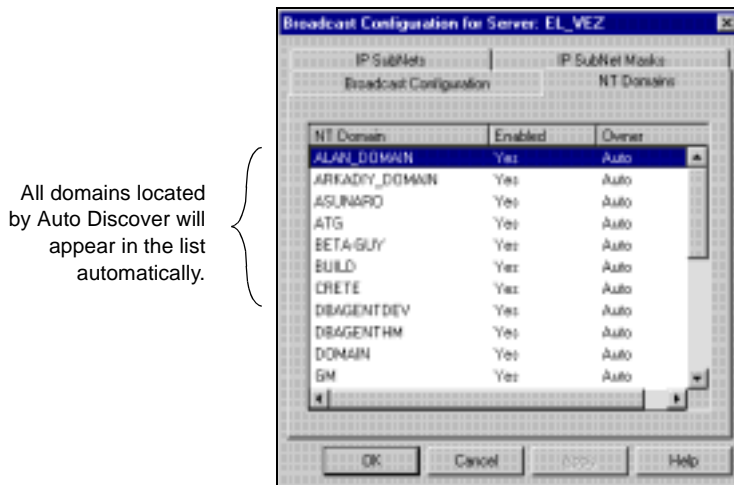 Broadcast Configuration for Server: EL_VEZ
IP SubNets
IP SubNet Masks
Broadcast Configuration
NT Domains
All domains located
by Auto Discover will
appear in the list
automatically.
NT Domain Enabled Owner
ALAN_DOMAIN Yes Auto
ARKADIY_DOMAIN Yes Auto
ASUNARO Yes Auto
ATG Yes Auto
BETA-GUY Yes Auto
BUILD Yes Auto
CRETE Yes Auto
DBAGENTDEV Yes Auto
DBAGENTHM Yes Auto
DOMAIN Yes Auto
GM Yes Auto
OK Cancel Apply Help